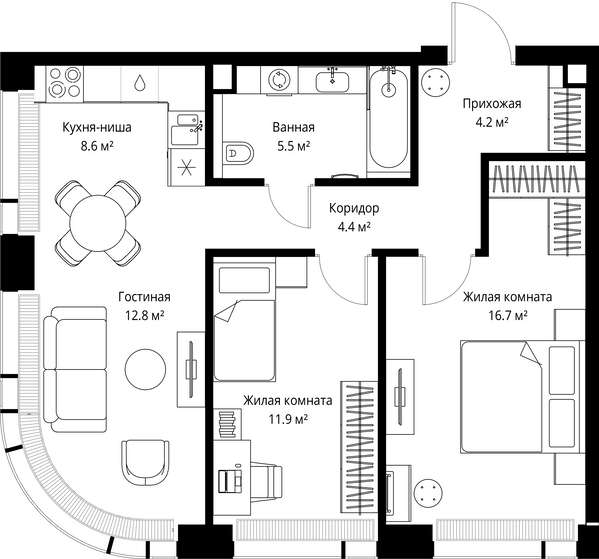 Прихожая
4.2 м²
Кухня-ниша
8.6 м²
Ванная
5.5 м²
Коридор
4.4 м²
Гостиная
12.8 м²
Жилая комната
16.7 м²
Жилая комната
11.9 м²